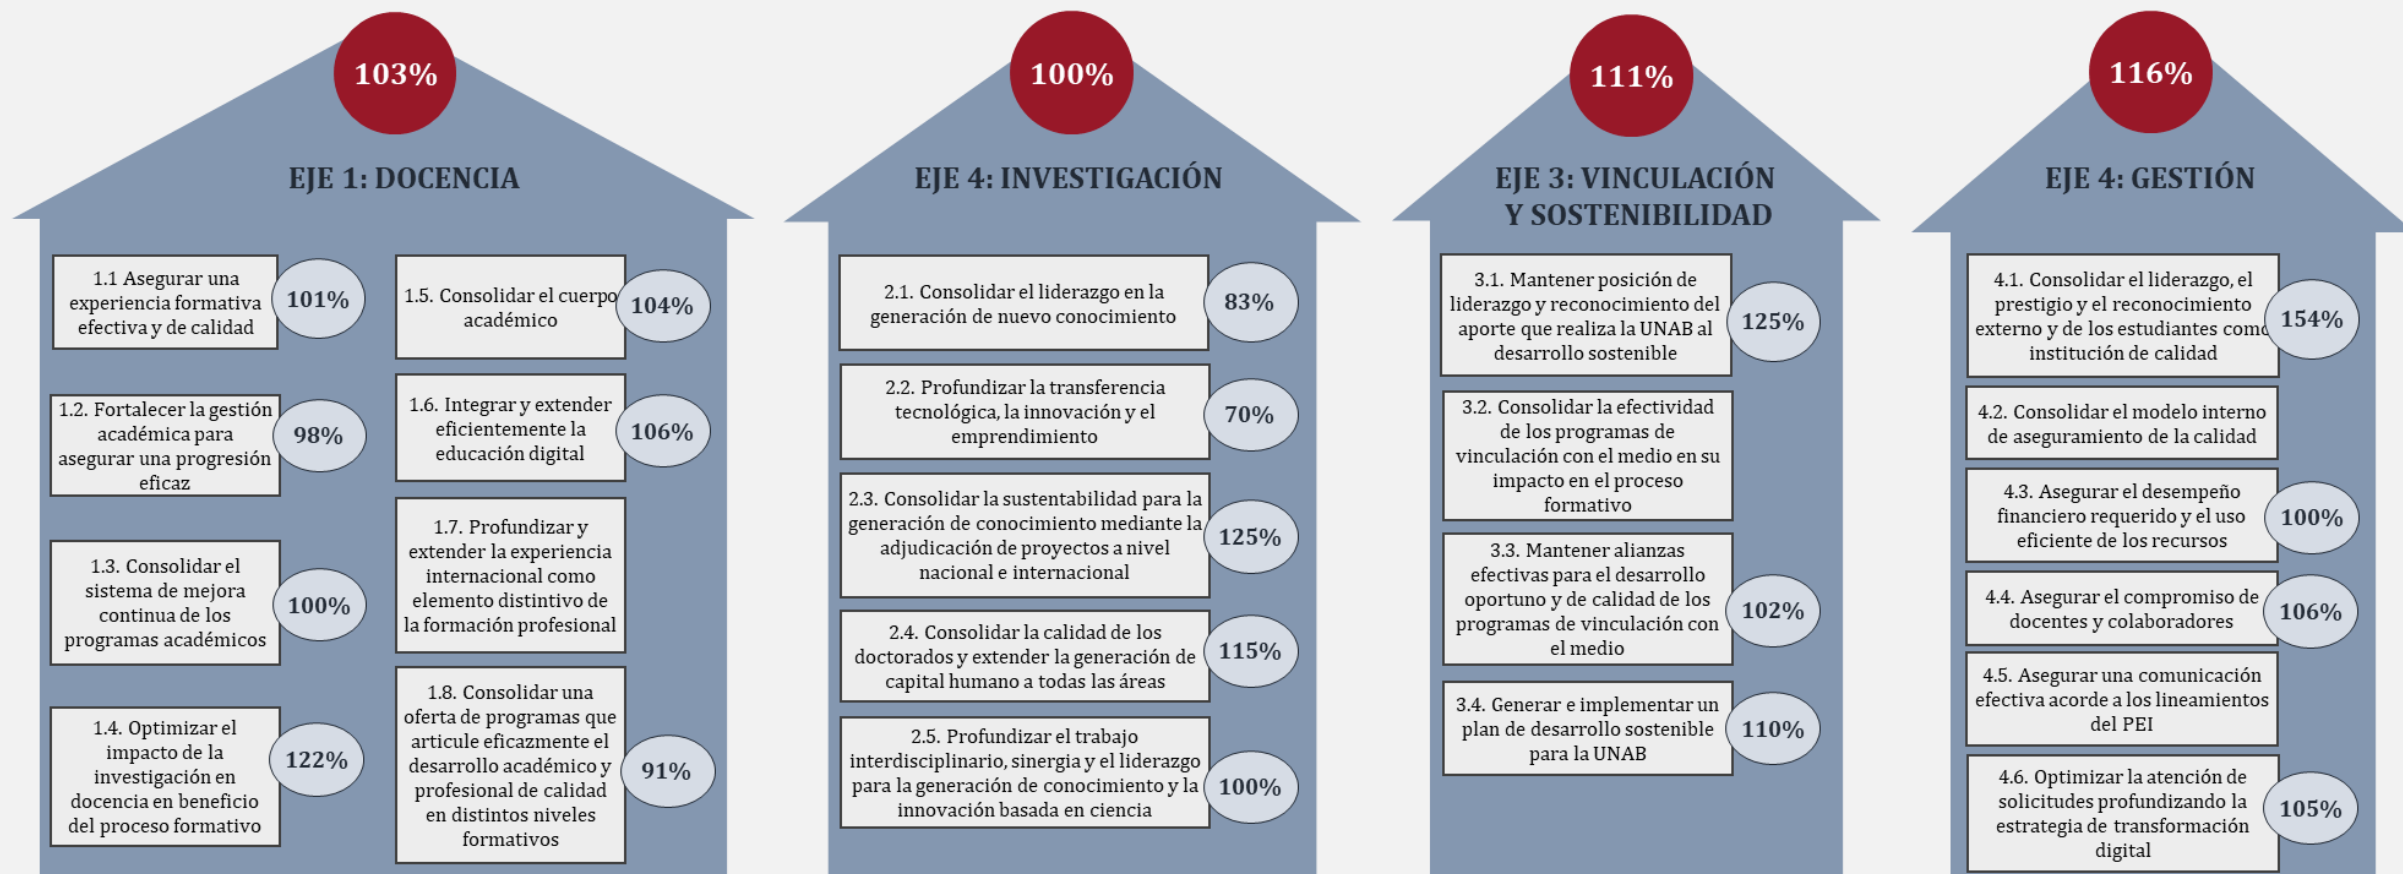 103%
EJE 1: DOCENCIA
1.1 Asegurar una
experiencia formativa
efectiva y de calidad
101%
1.2. Fortalecer la gestión
académica para
asegurar una progresión
eficaz
98%
1.3. Consolidar el
sistema de mejora
continua de los
programas académicos
100%
1.4. Optimizar el
impacto de la
investigación en
docencia en beneficio
del proceso formativo
122%
1.5. Consolidar el cuerpo
académico
104%
1.6. Integrar y extender
eficientemente la
educación digital
106%
1.7. Profundizar y
extender la experiencia
internacional como
elemento distintivo de
la formación profesional
1.8. Consolidar una
oferta de programas que
articule eficazmente el
desarrollo académico y
profesional de calidad
en distintos niveles
formativos
91%
100%
EJE 4: INVESTIGACIÓN
2.1. Consolidar el liderazgo en la
generación de nuevo conocimiento
83%
2.2. Profundizar la transferencia
tecnológica, la innovación y el
emprendimiento
70%
2.3. Consolidar la sustentabilidad para la
generación de conocimiento mediante la
adjudicación de proyectos a nivel
nacional e internacional
125%
2.4. Consolidar la calidad de los
doctorados y extender la generación de
capital humano a todas las áreas
115%
2.5. Profundizar el trabajo
interdisciplinario, sinergia y el liderazgo
para la generación de conocimiento y la
innovación basada en ciencia
100%
111%
EJE 3: VINCULACIÓN
Y SOSTENIBILIDAD
3.1. Mantener posición de
liderazgo y reconocimiento del
aporte que realiza la UNAB al
desarrollo sostenible
125%
3.2. Consolidar la efectividad
de los programas de
vinculación con el medio en su
impacto en el proceso
formativo
3.3. Mantener alianzas
efectivas para el desarrollo
oportuno y de calidad de los
programas de vinculación con
el medio
102%
3.4. Generar e implementar un
plan de desarrollo sostenible
para la UNAB
110%
116%
EJE 4: GESTIÓN
4.1. Consolidar el liderazgo, el
prestigio y el reconocimiento
externo y de los estudiantes como
institución de calidad
154%
4.2. Consolidar el modelo interno
de aseguramiento de la calidad
4.3. Asegurar el desempeño
financiero requerido y el uso
eficiente de los recursos
100%
4.4. Asegurar el compromiso de
docentes y colaboradores
106%
4.5. Asegurar una comunicación
efectiva acorde a los lineamientos
del PEI
4.6. Optimizar la atención de
solicitudes profundizando la
estrategia de transformación
digital
105%